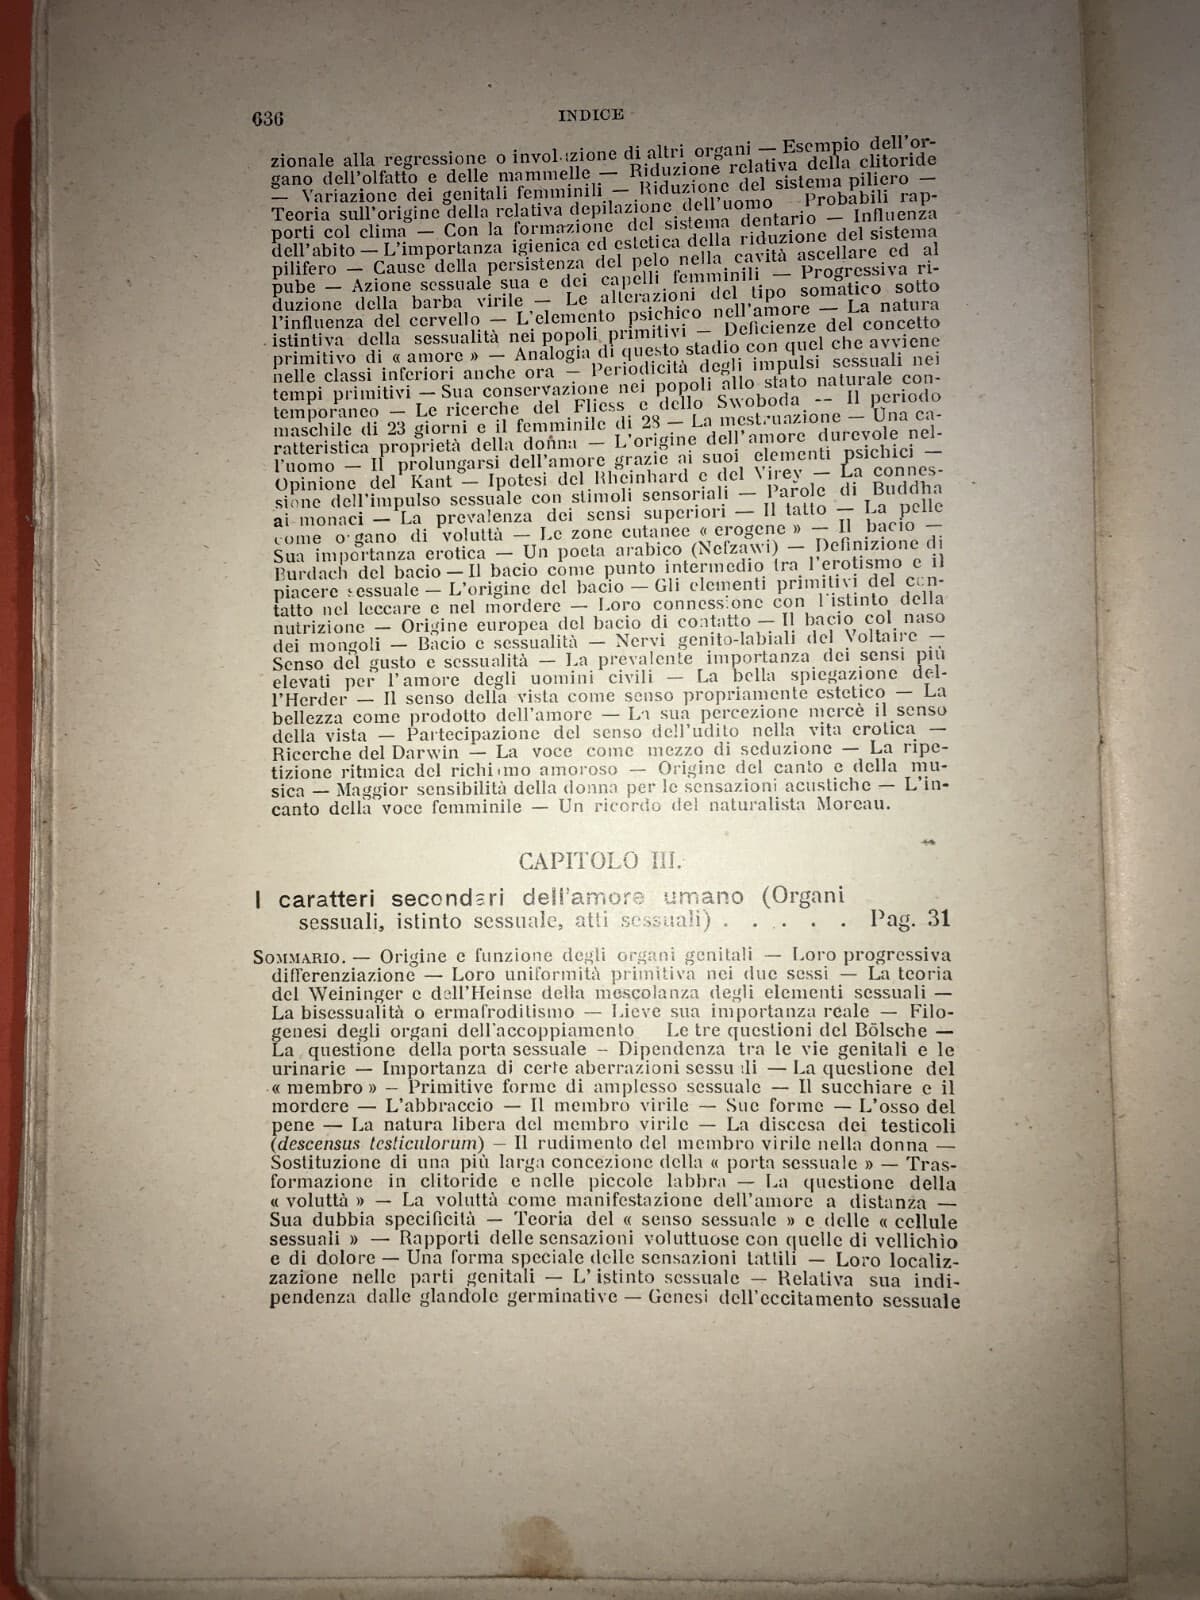 636
INDICE
zionale alla regressione o involuzione di altri organi — Esempio dell'or-
gano dell'olfatto e delle mammelle — Riduzione relativa della clitoride
— Variazione dei genitali femminili — Riduzione del sistema pilifero —
Teoria sull'origine della relativa depilazione dell'uomo — Probabili rap-
porti col clima — Con la formazione del sistema dentario — Influenza
dell'abito — L'importanza igienica ed estetica della riduzione del sistema
pilifero — Cause della persistenza del pelo nella cavità ascellare ed al
pube — Azione sessuale sua e dei capelli femminili — Progressiva ri-
duzione della barba virile — Le alterazioni del tipo somatico sotto
l'influenza del cervello — L'elemento psichico nell'amore — La natura
istintiva della sessualità nei popoli primitivi — Deficienze del concetto
primitivo di « amore » — Analogia di questo stadio con quel che avviene
nelle classi inferiori anche ora — Periodicità degli impulsi sessuali nei
tempi primitivi — Sua conservazione nei popoli allo stato naturale con-
temporaneo — Le ricerche del Fliess e dello Swoboda -- Il periodo
maschile di 23 giorni e il femminile di 28 — La mestruazione — Una ca-
ratteristica proprietà della donna — L'origine dell'amore durevole nel-
l'uomo — Il prolungarsi dell'amore grazie ai suoi elementi psichici —
Opinione del Kant — Ipotesi del Rheinhard e del Virey — La connes-
sione dell'impulso sessuale con stimoli sensoriali — Parole di Buddha
ai monaci — La prevalenza dei sensi superiori — Il tatto — La pelle
come organo di voluttà — Le zone cutanee « erogene » — Il bacio —
Sua importanza erotica — Un poeta arabico (Nefzawi) — Definizione di
Burdach del bacio — Il bacio come punto intermedio tra l'erotismo e il
piacere sessuale — L'origine del bacio — Gli elementi primitivi del con-
tatto nel leccare e nel mordere — Loro connessione con l'istinto della
nutrizione — Origine europea del bacio di contatto — Il bacio col naso
dei mongoli — Bacio e sessualità — Nervi genito-labiali del Voltaire —
Senso del gusto e sessualità — La prevalente importanza dei sensi più
elevati per l'amore degli uomini civili — La bella spiegazione del-
l'Herder — Il senso della vista come senso propriamente estetico — La
bellezza come prodotto dell'amore — La sua percezione mercè il senso
della vista — Partecipazione del senso dell'udito nella vita erotica —
Ricerche del Darwin — La voce come mezzo di seduzione — La ripe-
tizione ritmica del richiamo amoroso — Origine del canto e della mu-
sica — Maggior sensibilità della donna per le sensazioni acustiche — L'in-
canto della voce femminile — Un ricordo del naturalista Moreau.
CAPITOLO III.
I caratteri secondari dell'amore umano (Organi
sessuali, istinto sessuale, atti sessuali) . . . . . Pag. 31
SOMMARIO. — Origine e funzione degli organi genitali — Loro progressiva
differenziazione — Loro uniformità primitiva nei due sessi — La teoria
del Weininger e dell'Heinse della mescolanza degli elementi sessuali —
La bisessualità o ermafroditismo — Lieve sua importanza reale — Filo-
genesi degli organi dell'accoppiamento Le tre questioni del Bölsche —
La questione della porta sessuale – Dipendenza tra le vie genitali e le
urinarie — Importanza di certe aberrazioni sessuali — La questione del
« membro » – Primitive forme di amplesso sessuale — Il succhiare e il
mordere — L'abbraccio — Il membro virile — Sue forme — L'osso del
pene — La natura libera del membro virile — La discesa dei testicoli
(descensus testiculorum) – Il rudimento del membro virile nella donna —
Sostituzione di una più larga concezione della « porta sessuale » — Tras-
formazione in clitoride e nelle piccole labbra — La questione della
« voluttà » — La voluttà come manifestazione dell'amore a distanza —
Sua dubbia specificità — Teoria del « senso sessuale » e delle « cellule
sessuali » — Rapporti delle sensazioni voluttuose con quelle di vellichio
e di dolore — Una forma speciale delle sensazioni tattili — Loro localiz-
zazione nelle parti genitali — L' istinto sessuale — Relativa sua indi-
pendenza dalle glandole germinative — Genesi dell'eccitamento sessuale